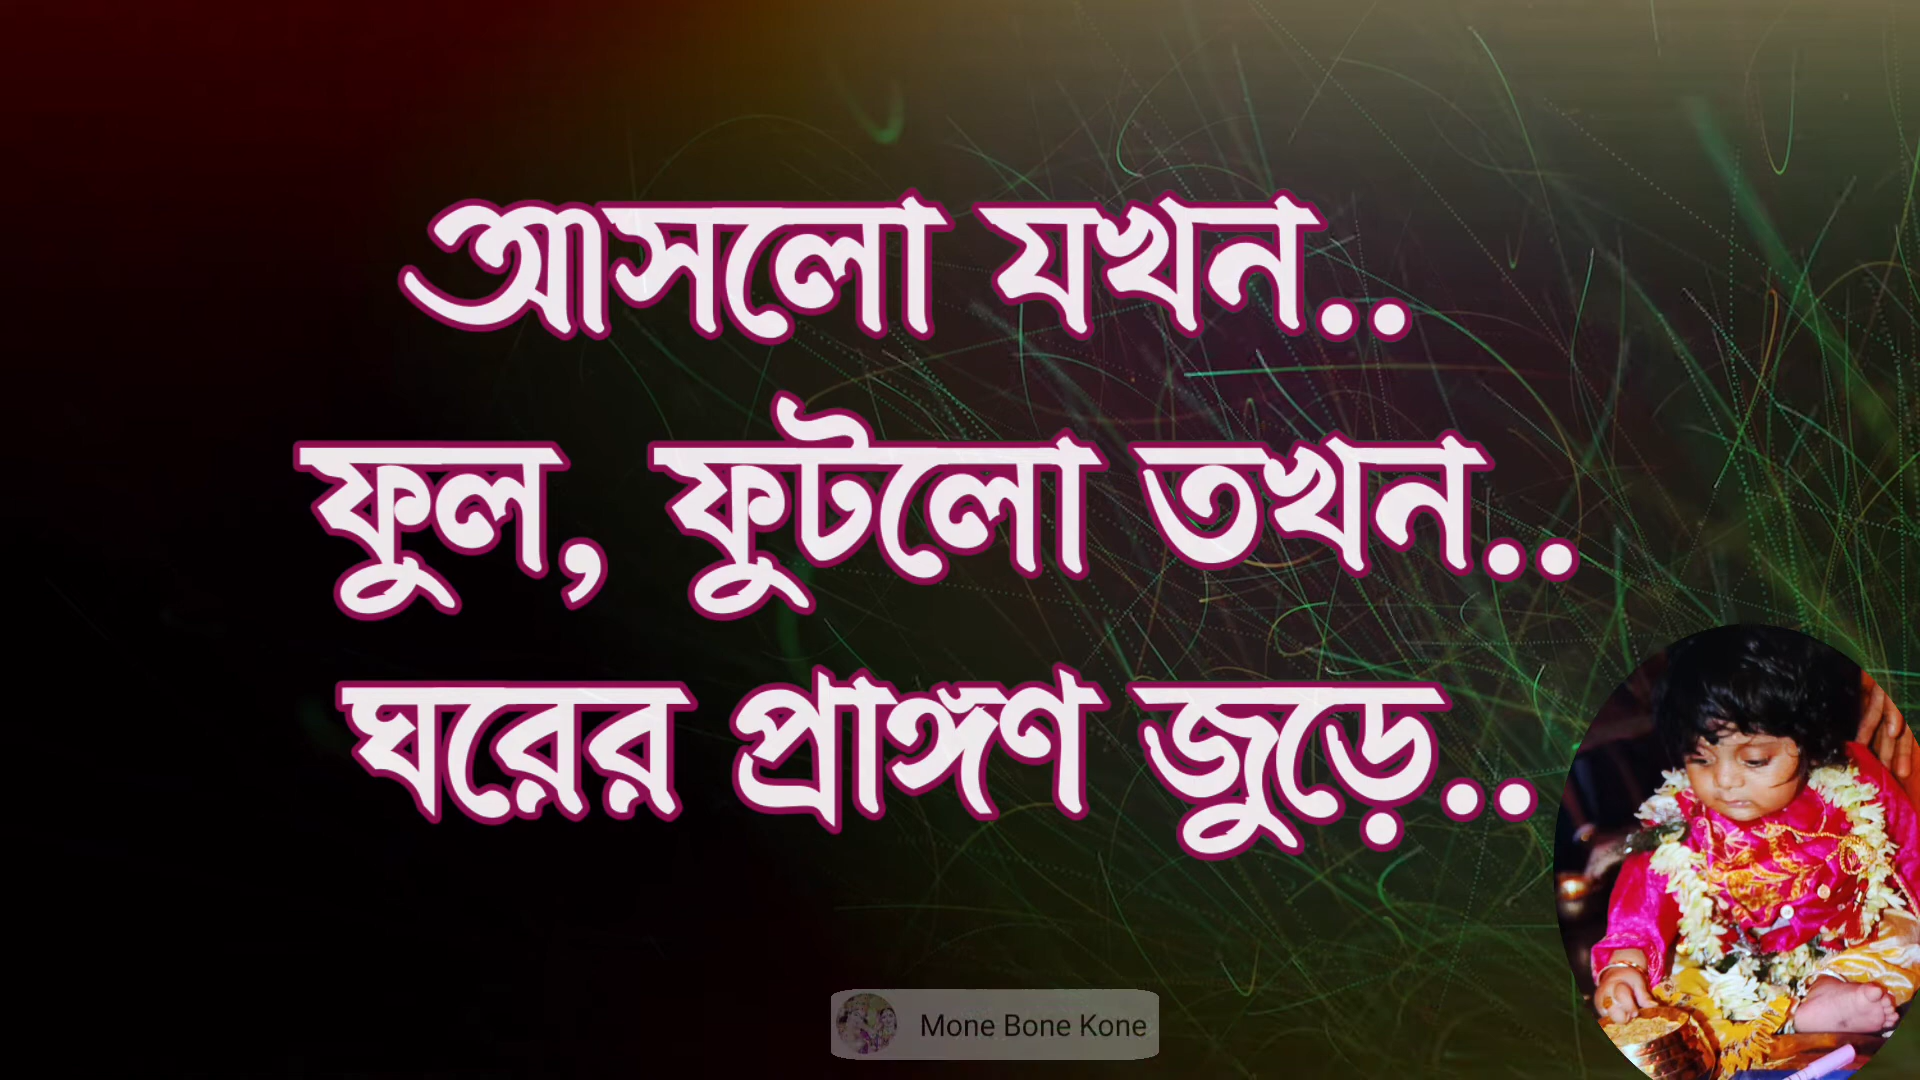 আসলো যখন..
ফুল, ফুটলো তখন..
ঘরের প্রাঙ্গণ জুড়ে..
Mone Bone Kone